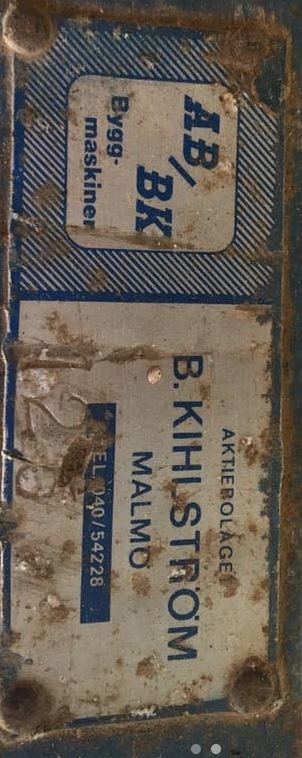 AB/BK
Bygg-
maskiner
AKTIEBOLAGET
B. KIHLSTRÖM
MALMÖ
TEL. 040/54228